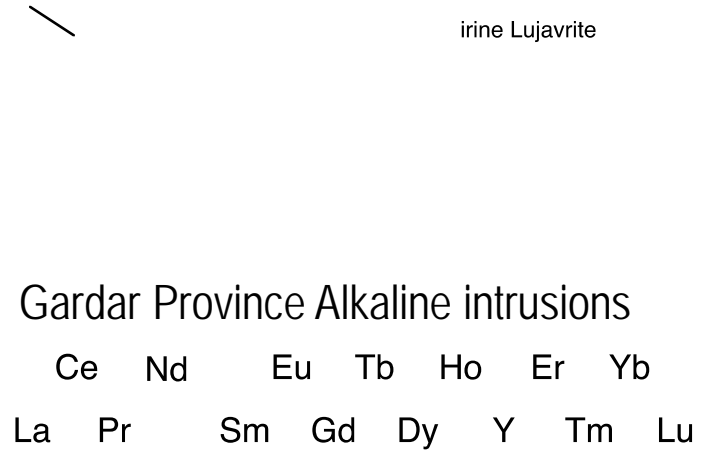 irine Lujavrite
Gardar Province Alkaline intrusions
Ce Nd Eu Tb Ho Er Yb
La Pr Sm Gd Dy Y Tm Lu